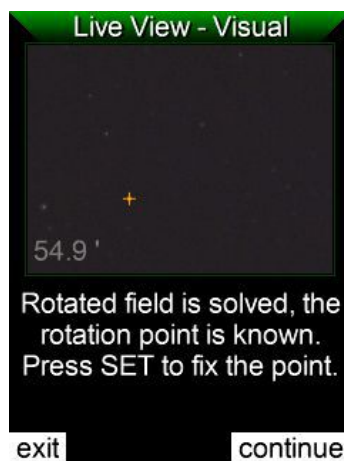 Live View - Visual
54.9 '
Rotated field is solved, the
rotation point is known.
Press SET to fix the point.
exit
continue